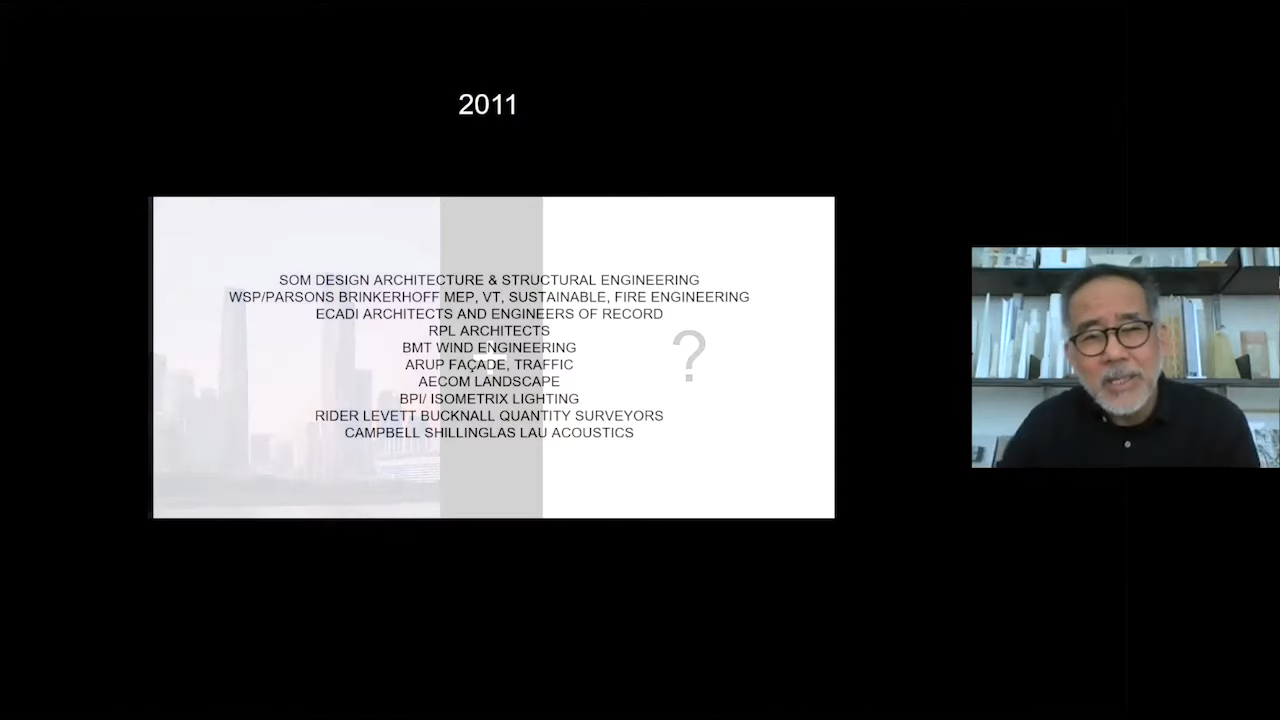 2011
SOM DESIGN ARCHITECTURE & STRUCTURAL ENGINEERING
WSP/PARSONS BRINKERHOFF MEP, VT, SUSTAINABLE, FIRE ENGINEERING
ECADI ARCHITECTS AND ENGINEERS OF RECORD
RPL ARCHITECTS
BMT WIND ENGINEERING
ARUP FAÇADE, TRAFFIC
AECOM LANDSCAPE
BPI/ ISOMETRIX LIGHTING
RIDER LEVETT BUCKNALL QUANTITY SURVEYORS
CAMPBELL SHILLINGLAS LAU ACOUSTICS
?